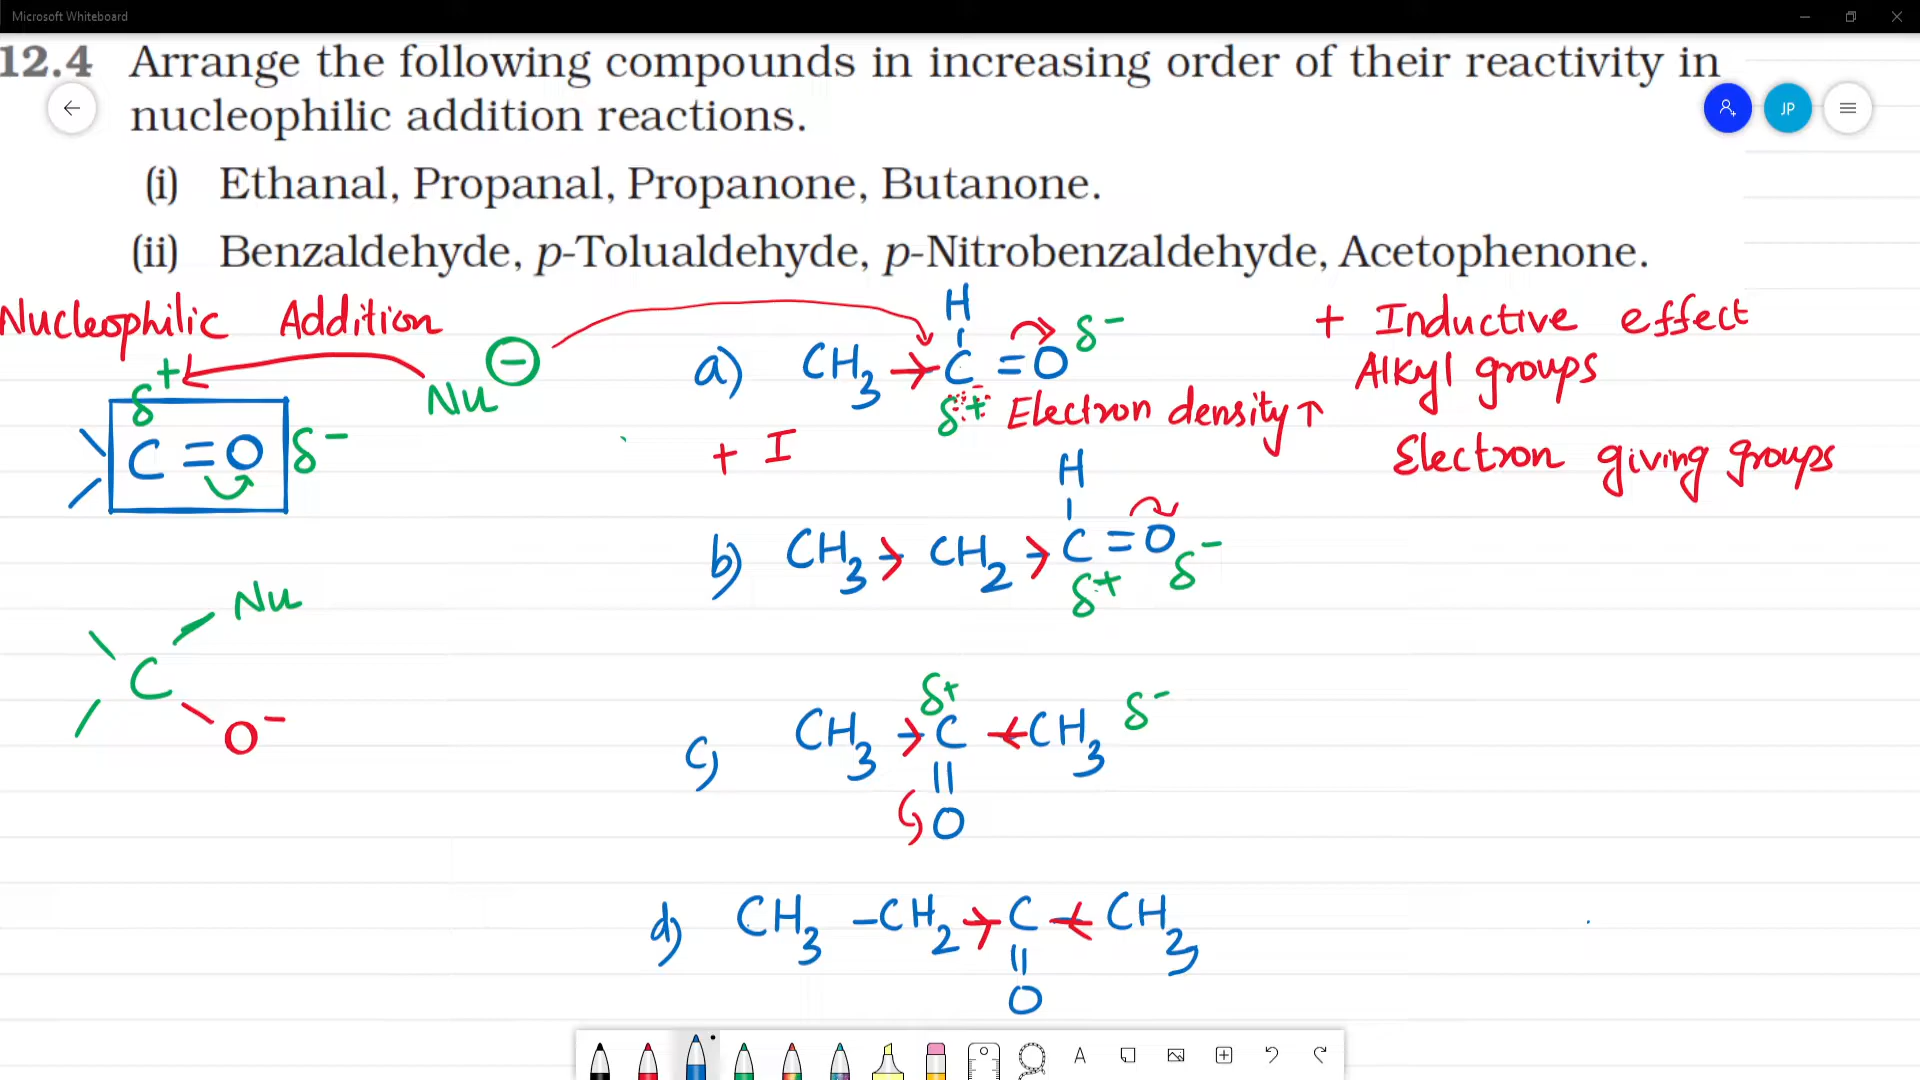 Microsoft Whiteboard
12.4 Arrange the following compounds in increasing order of their reactivity in
nucleophilic addition reactions.
JP
(i) Ethanal, Propanal, Propanone, Butanone.
(ii) Benzaldehyde, p-Tolualdehyde, p-Nitrobenzaldehyde, Acetophenone.
Nucleophilic Addition
δ+
Nu −
C = O δ−
Nu
C
O−
H
a) CH3 → C = O δ−
δ+ Electron density ↑
+ I
+ Inductive effect
Alkyl groups
Electron giving groups
H
b) CH3 > CH2 > C = O δ−
δ+
δ+
c) CH3 → C ← CH3 δ−
||
O
d) CH3 – CH2 → C ← CH3
||
O
A